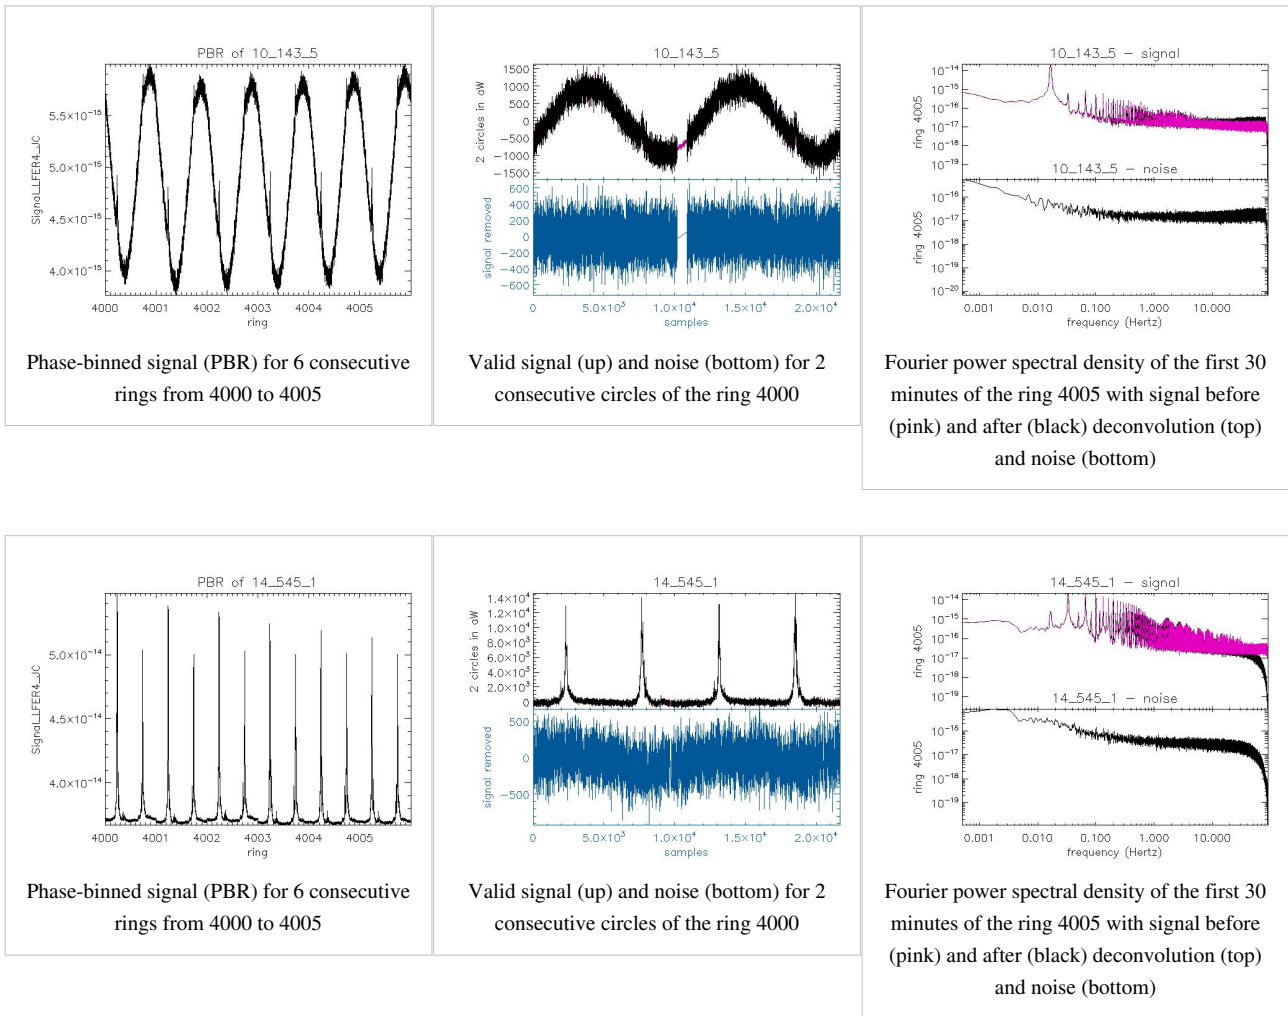 PBR of 10_143_5
Signal_LFER4_JC
5.5×10⁻¹⁵
5.0×10⁻¹⁵
4.5×10⁻¹⁵
4.0×10⁻¹⁵
4000 4001 4002 4003 4004 4005
ring
Phase-binned signal (PBR) for 6 consecutive
rings from 4000 to 4005
10_143_5
2 circles in aW
1500
1000
500
0
-500
-1000
-1500
signal removed
600
400
200
0
-200
-400
-600
0 5.0×10³ 1.0×10⁴ 1.5×10⁴ 2.0×10⁴
samples
Valid signal (up) and noise (bottom) for 2
consecutive circles of the ring 4000
10_143_5 – signal
ring 4005
10⁻¹⁴
10⁻¹⁵
10⁻¹⁶
10⁻¹⁷
10⁻¹⁸
10⁻¹⁹
10_143_5 – noise
ring 4005
10⁻¹⁶
10⁻¹⁷
10⁻¹⁸
10⁻¹⁹
10⁻²⁰
0.001 0.010 0.100 1.000 10.000
frequency (Hertz)
Fourier power spectral density of the first 30
minutes of the ring 4005 with signal before
(pink) and after (black) deconvolution (top)
and noise (bottom)
PBR of 14_545_1
Signal_LFER4_JC
5.0×10⁻¹⁴
4.5×10⁻¹⁴
4.0×10⁻¹⁴
4000 4001 4002 4003 4004 4005
ring
Phase-binned signal (PBR) for 6 consecutive
rings from 4000 to 4005
14_545_1
2 circles in aW
1.4×10⁴
1.2×10⁴
1.0×10⁴
8.0×10³
6.0×10³
4.0×10³
2.0×10³
0
signal removed
500
0
-500
0 5.0×10³ 1.0×10⁴ 1.5×10⁴ 2.0×10⁴
samples
Valid signal (up) and noise (bottom) for 2
consecutive circles of the ring 4000
14_545_1 – signal
ring 4005
10⁻¹⁴
10⁻¹⁵
10⁻¹⁶
10⁻¹⁷
10⁻¹⁸
10⁻¹⁹
14_545_1 – noise
ring 4005
10⁻¹⁶
10⁻¹⁷
10⁻¹⁸
10⁻¹⁹
0.001 0.010 0.100 1.000 10.000
frequency (Hertz)
Fourier power spectral density of the first 30
minutes of the ring 4005 with signal before
(pink) and after (black) deconvolution (top)
and noise (bottom)